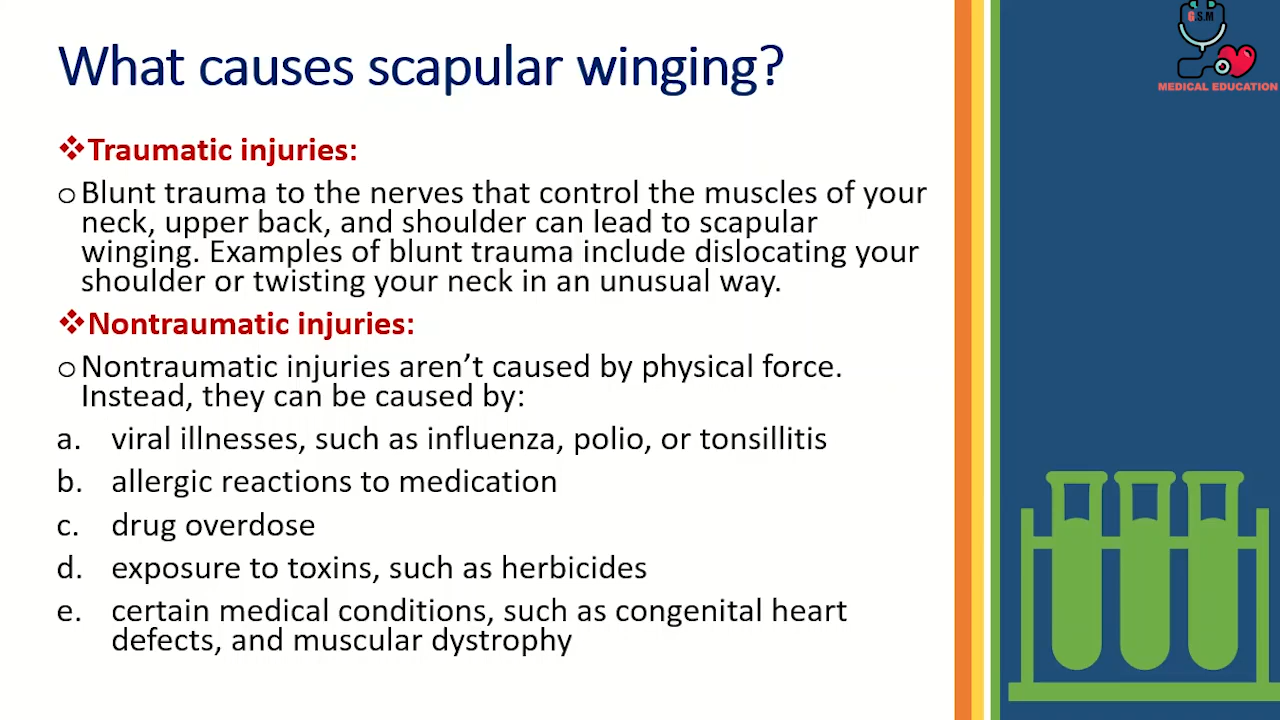 What causes scapular winging?
Traumatic injuries:
o Blunt trauma to the nerves that control the muscles of your
neck, upper back, and shoulder can lead to scapular
winging. Examples of blunt trauma include dislocating your
shoulder or twisting your neck in an unusual way.
Nontraumatic injuries:
o Nontraumatic injuries aren’t caused by physical force.
Instead, they can be caused by:
a. viral illnesses, such as influenza, polio, or tonsillitis
b. allergic reactions to medication
c. drug overdose
d. exposure to toxins, such as herbicides
e. certain medical conditions, such as congenital heart
defects, and muscular dystrophy
G.S.M
MEDICAL EDUCATION